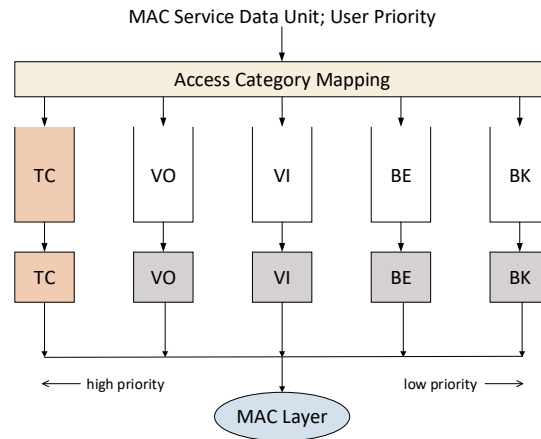 MAC Service Data Unit; User Priority
Access Category Mapping
TC VO VI BE BK
TC VO VI BE BK
high priority low priority
MAC Layer